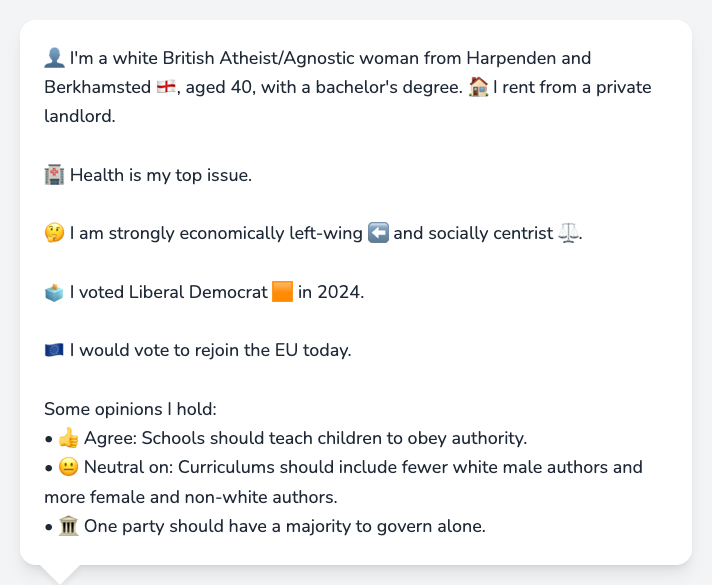 👤 I'm a white British Atheist/Agnostic woman from Harpenden and
Berkhamsted 🏴󠁧󠁢󠁥󠁮󠁧󠁿, aged 40, with a bachelor's degree. 🏠 I rent from a private
landlord.
🏥 Health is my top issue.
🤔 I am strongly economically left-wing ⬅️ and socially centrist ⚖️.
🗳️ I voted Liberal Democrat 🟧 in 2024.
🇪🇺 I would vote to rejoin the EU today.
Some opinions I hold:
• 👍 Agree: Schools should teach children to obey authority.
• 😐 Neutral on: Curriculums should include fewer white male authors and
more female and non-white authors.
• 🏛️ One party should have a majority to govern alone.